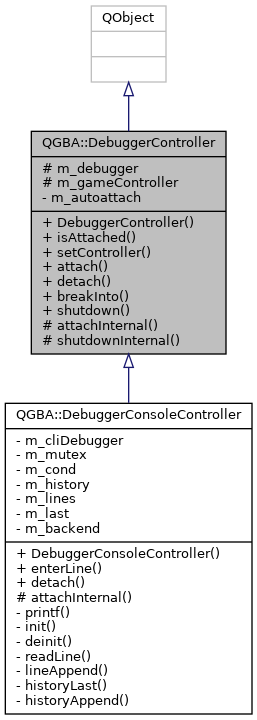 QObject
QGBA::DebuggerController
# m_debugger
# m_gameController
- m_autoattach
+ DebuggerController()
+ isAttached()
+ setController()
+ attach()
+ detach()
+ breakInto()
+ shutdown()
# attachInternal()
# shutdownInternal()
QGBA::DebuggerConsoleController
- m_cliDebugger
- m_mutex
- m_cond
- m_history
- m_lines
- m_last
- m_backend
+ DebuggerConsoleController()
+ enterLine()
+ detach()
# attachInternal()
- printf()
- init()
- deinit()
- readLine()
- lineAppend()
- historyLast()
- historyAppend()